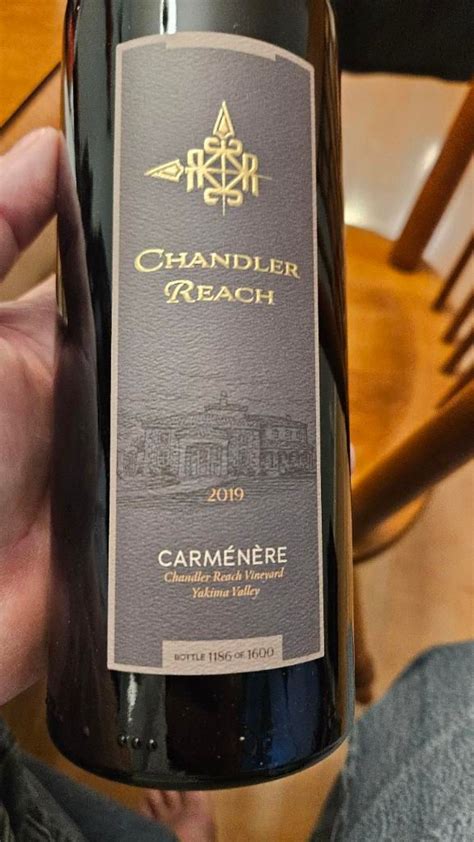 CHANDLER
REACH
2019
CARMÉNÈRE
Chandler Reach Vineyard
Yakima Valley
BOTTLE 1186 OF 1600